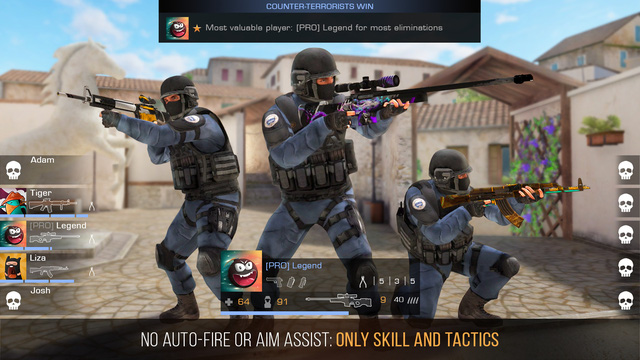 COUNTER-TERRORISTS WIN
Most valuable player: [PRO] Legend for most eliminations
Adam
Tiger
[PRO] Legend
Liza
Josh
[PRO] Legend
5 | 3 | 5
64 91 9 40
NO AUTO-FIRE OR AIM ASSIST: ONLY SKILL AND TACTICS